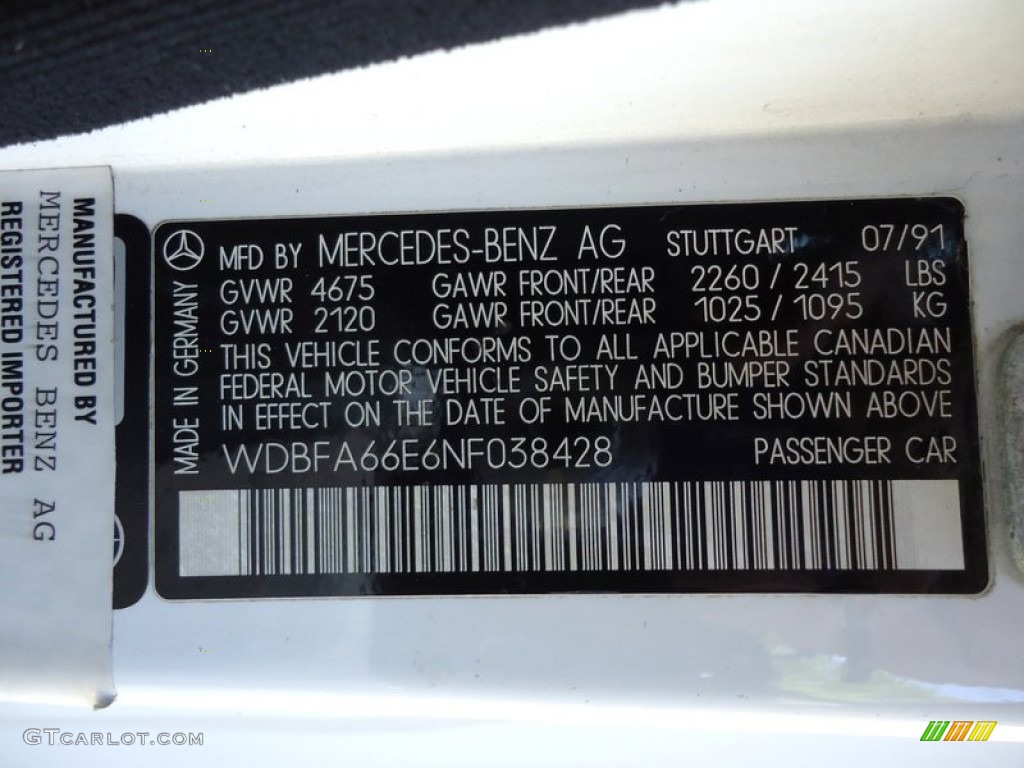 MANUFACTURED BY
MERCEDES BENZ AG
REGISTERED IMPORTER
MADE IN GERMANY
MFD BY MERCEDES-BENZ AG STUTTGART 07/91
GVWR 4675 GAWR FRONT/REAR 2260 / 2415 LBS
GVWR 2120 GAWR FRONT/REAR 1025 / 1095 KG
THIS VEHICLE CONFORMS TO ALL APPLICABLE CANADIAN
FEDERAL MOTOR VEHICLE SAFETY AND BUMPER STANDARDS
IN EFFECT ON THE DATE OF MANUFACTURE SHOWN ABOVE
WDBFA66E6NF038428 PASSENGER CAR
GTCARLOT.COM